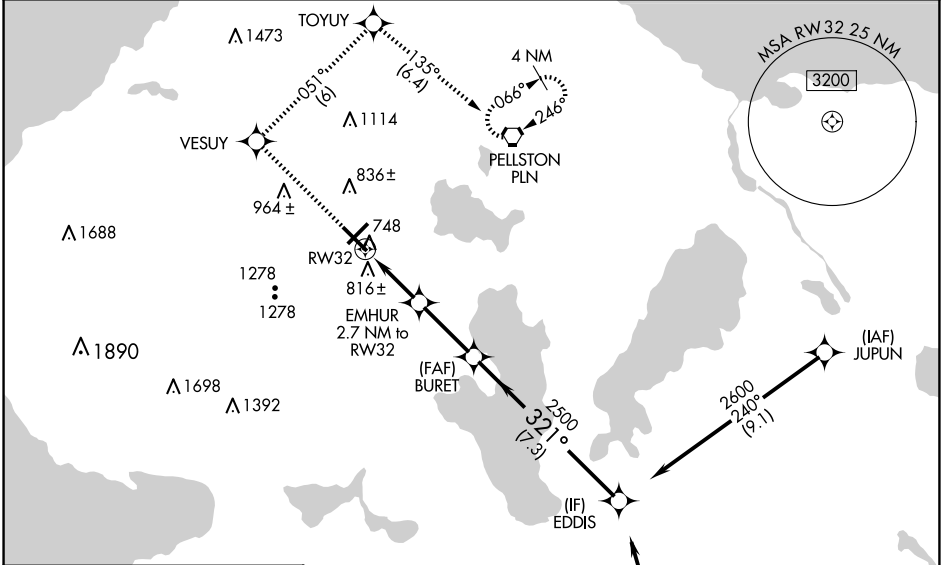 TOYUY
1473
MSA RW32 25 NM
3200
4 NM
135°
(6.4)
051°
(6)
066°
246°
1114
VESUY
PELLSTON
PLN
836±
964 ±
1688
748
RW32
816±
1278
1278
EMHUR
2.7 NM to
RW32
1890
(FAF)
BURET
(IAF)
JUPUN
1698
1392
2600
240°
(9.1)
2500
321°
(7.3)
(IF)
EDDIS